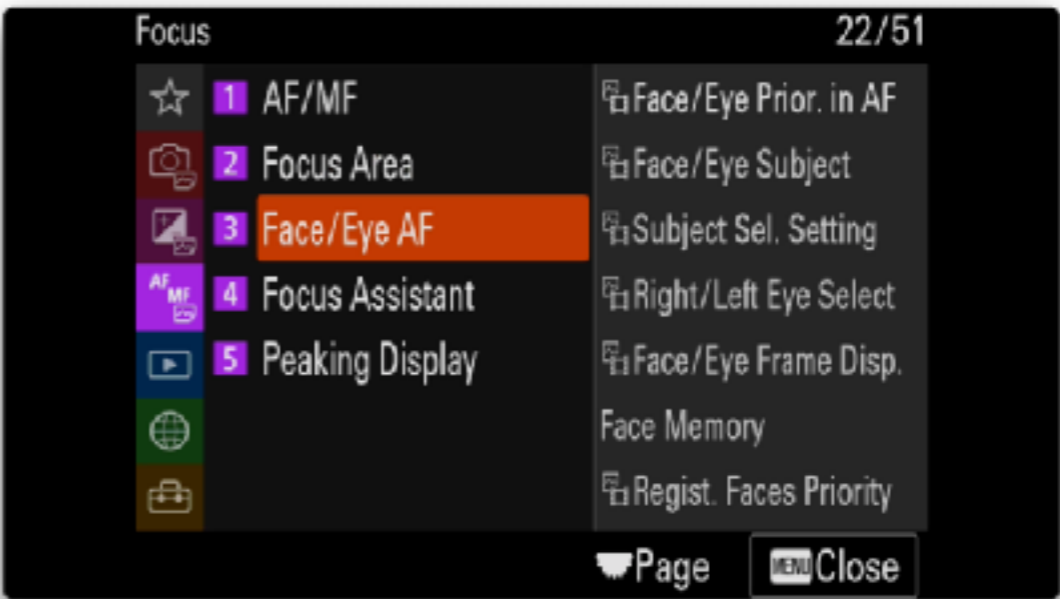 Focus 22/51
1 AF/MF
2 Focus Area
3 Face/Eye AF
4 Focus Assistant
5 Peaking Display
AF MF
Face/Eye Prior. in AF
Face/Eye Subject
Subject Sel. Setting
Right/Left Eye Select
Face/Eye Frame Disp.
Face Memory
Regist. Faces Priority
Page
MENU Close